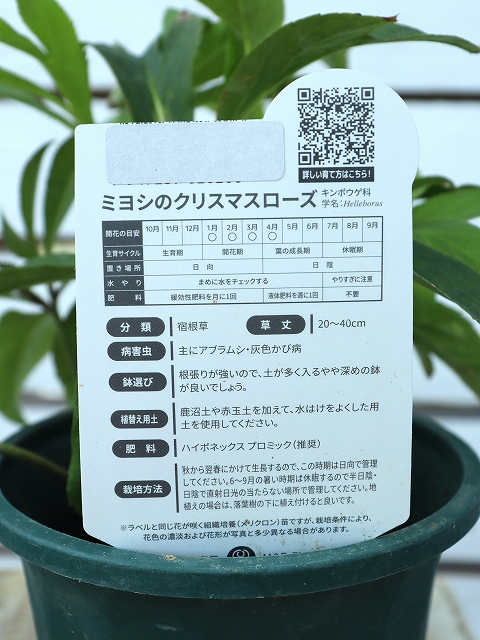 詳しい育て方はこちら!
ミヨシのクリスマスローズ キンポウゲ科
学名:Helleborus
開花の目安 10月 11月 12月 1月 2月 3月 4月 5月 6月 7月 8月 9月
○ ○ ○ ○
生育サイクル 生育期 開花期 葉の成長期 休眠期
置き場所 日向 日陰
水やり まめに水をチェックする やりすぎに注意
肥料 緩効性肥料を月に1回 液体肥料を週に1回 不要
分類 宿根草 草丈 20〜40cm
病害虫 主にアブラムシ・灰色かび病
鉢選び 根張りが強いので、土が多く入るやや深めの鉢
が良いでしょう。
植替え用土 鹿沼土や赤玉土を加えて、水はけをよくした用
土を使用してください。
肥料 ハイポネックス プロミック(推奨)
栽培方法 秋から翌春にかけて生長するので、この時期は日向で管理
してください。6〜9月の暑い時期は休眠するので半日陰・
日陰で直射日光の当たらない場所で管理してください。地
植えの場合は、落葉樹の下に植え付けると良いです。
※ラベルと同じ花が咲く組織培養(メリクロン)苗ですが、栽培条件により、
花色の濃淡および花形が写真と多少異なる場合があります。